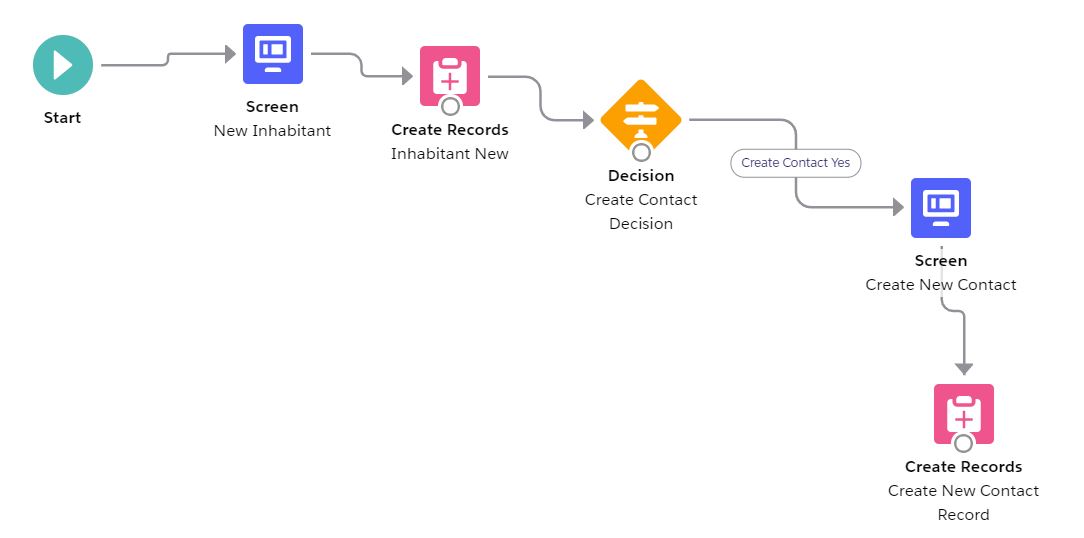 Start
Screen
New Inhabitant
Create Records
Inhabitant New
Decision
Create Contact
Decision
Create Contact Yes
Screen
Create New Contact
Create Records
Create New Contact
Record